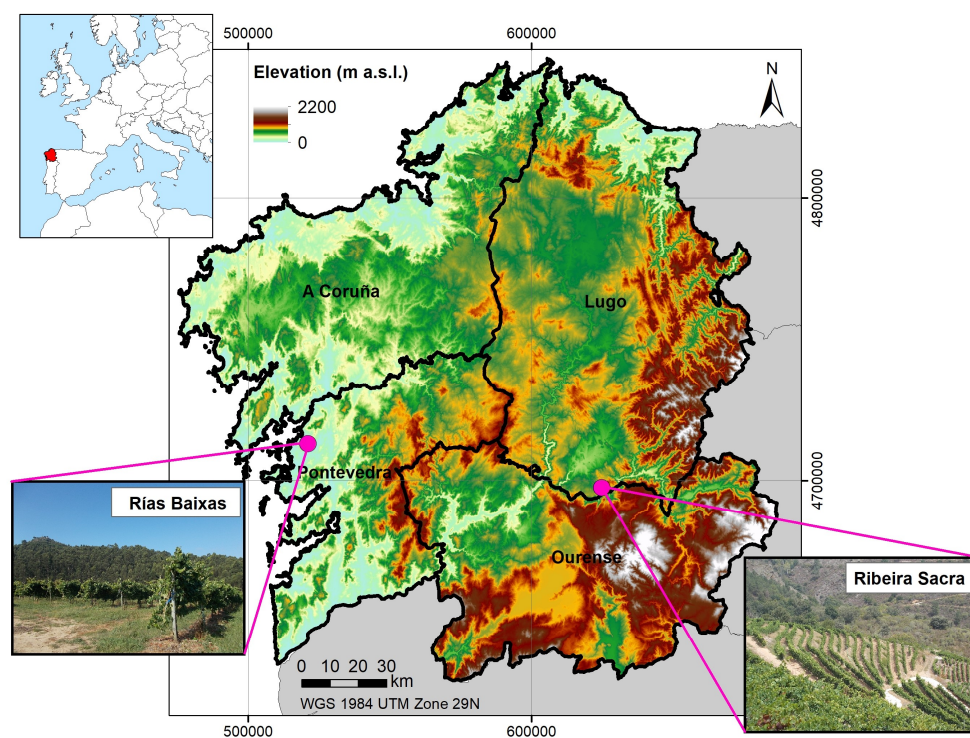 500000
600000
Elevation (m a.s.l.)
2200
0
N
4800000
A Coruña
Lugo
Pontevedra
4700000
Rías Baixas
Ourense
Ribeira Sacra
0 10 20 30
km
WGS 1984 UTM Zone 29N
500000
600000